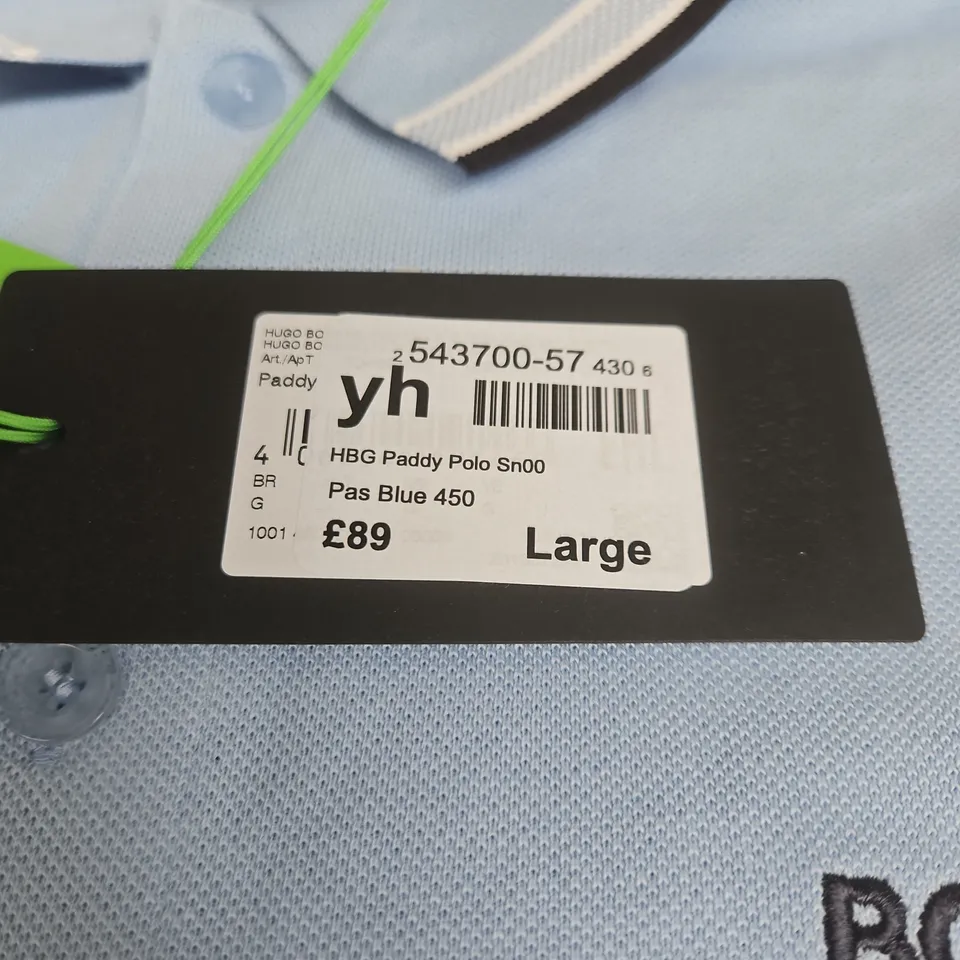 HUGO BO
HUGO BO
Art./ApT
Paddy
4
BR
G
1001
2 543700-57 430 6
yh
HBG Paddy Polo Sn00
Pas Blue 450
£89 Large
BO